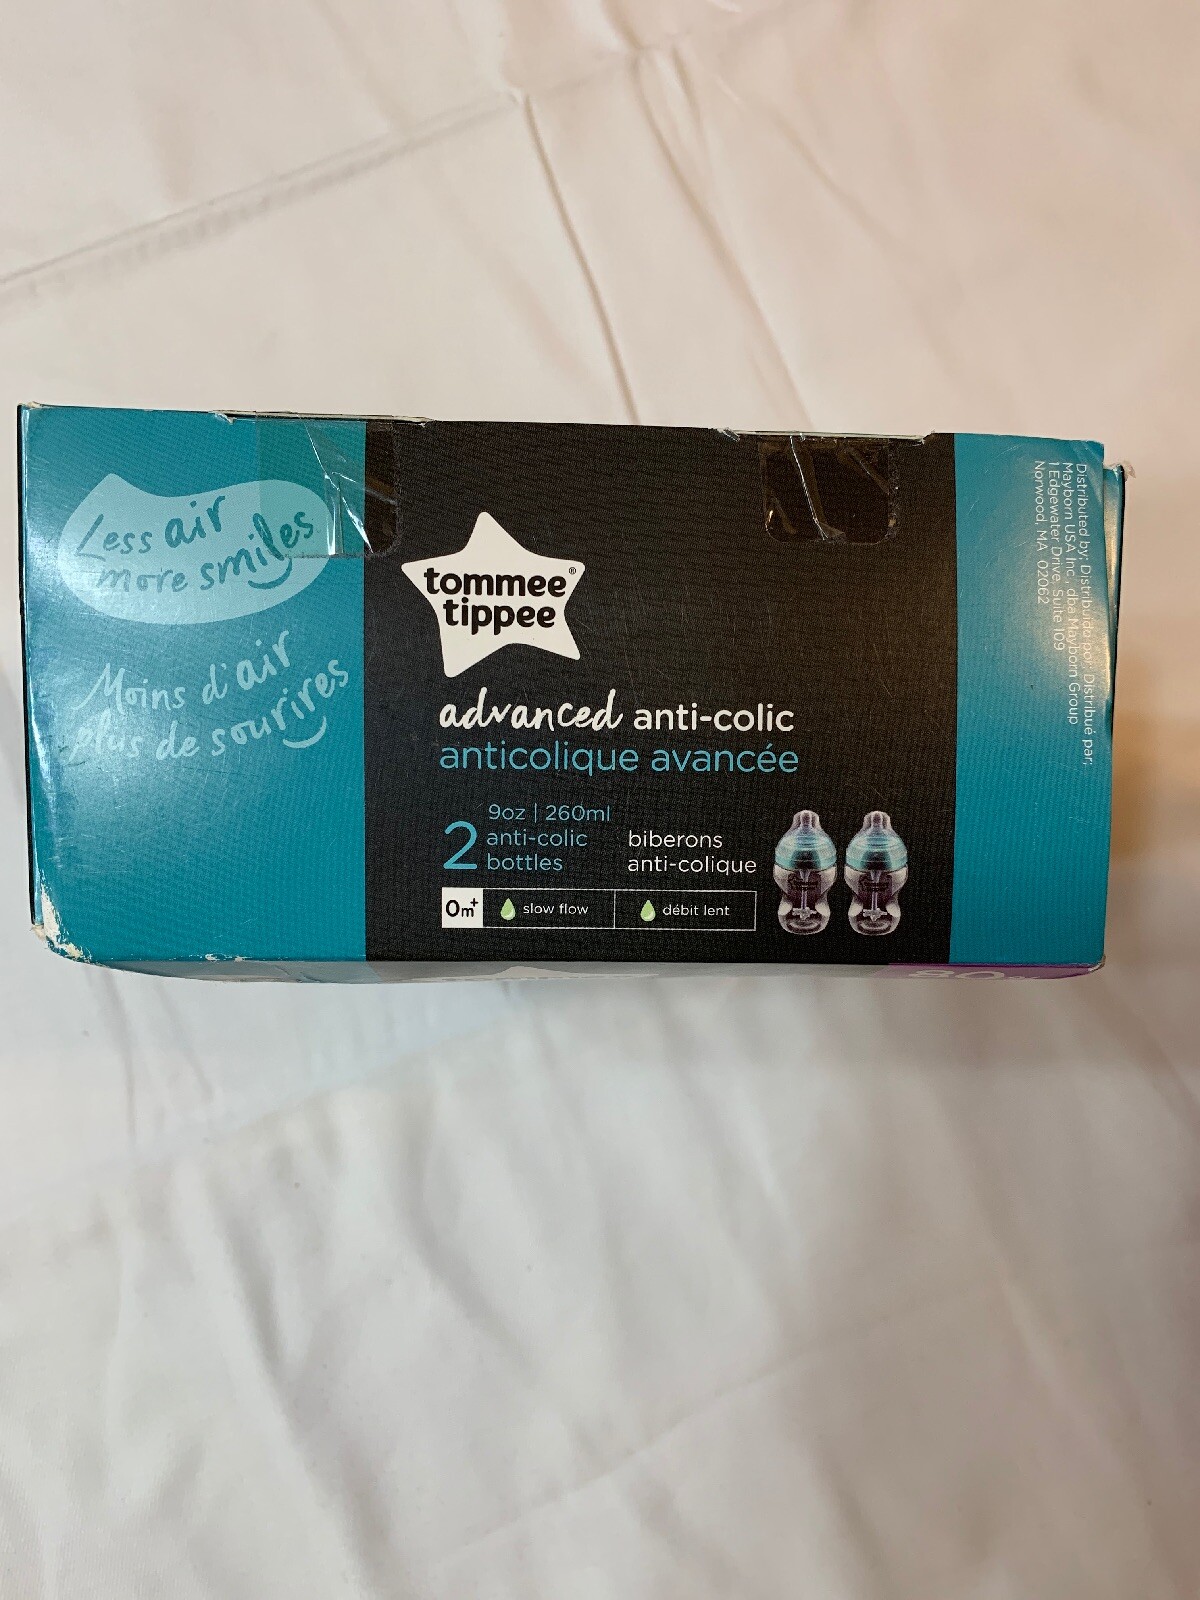 Less air
more smiles
Moins d'air
plus de sourires
tommee®
tippee
advanced anti-colic
anticolique avancée
2
9oz | 260ml
anti-colic
bottles
biberons
anti-colique
0m+
slow flow
débit lent
tommee
tippee
Distributed by; Distribuido por; Distribué par;
Mayborn USA Inc., dba Mayborn Group
1 Edgewater Drive, Suite 109
Norwood, MA 02062